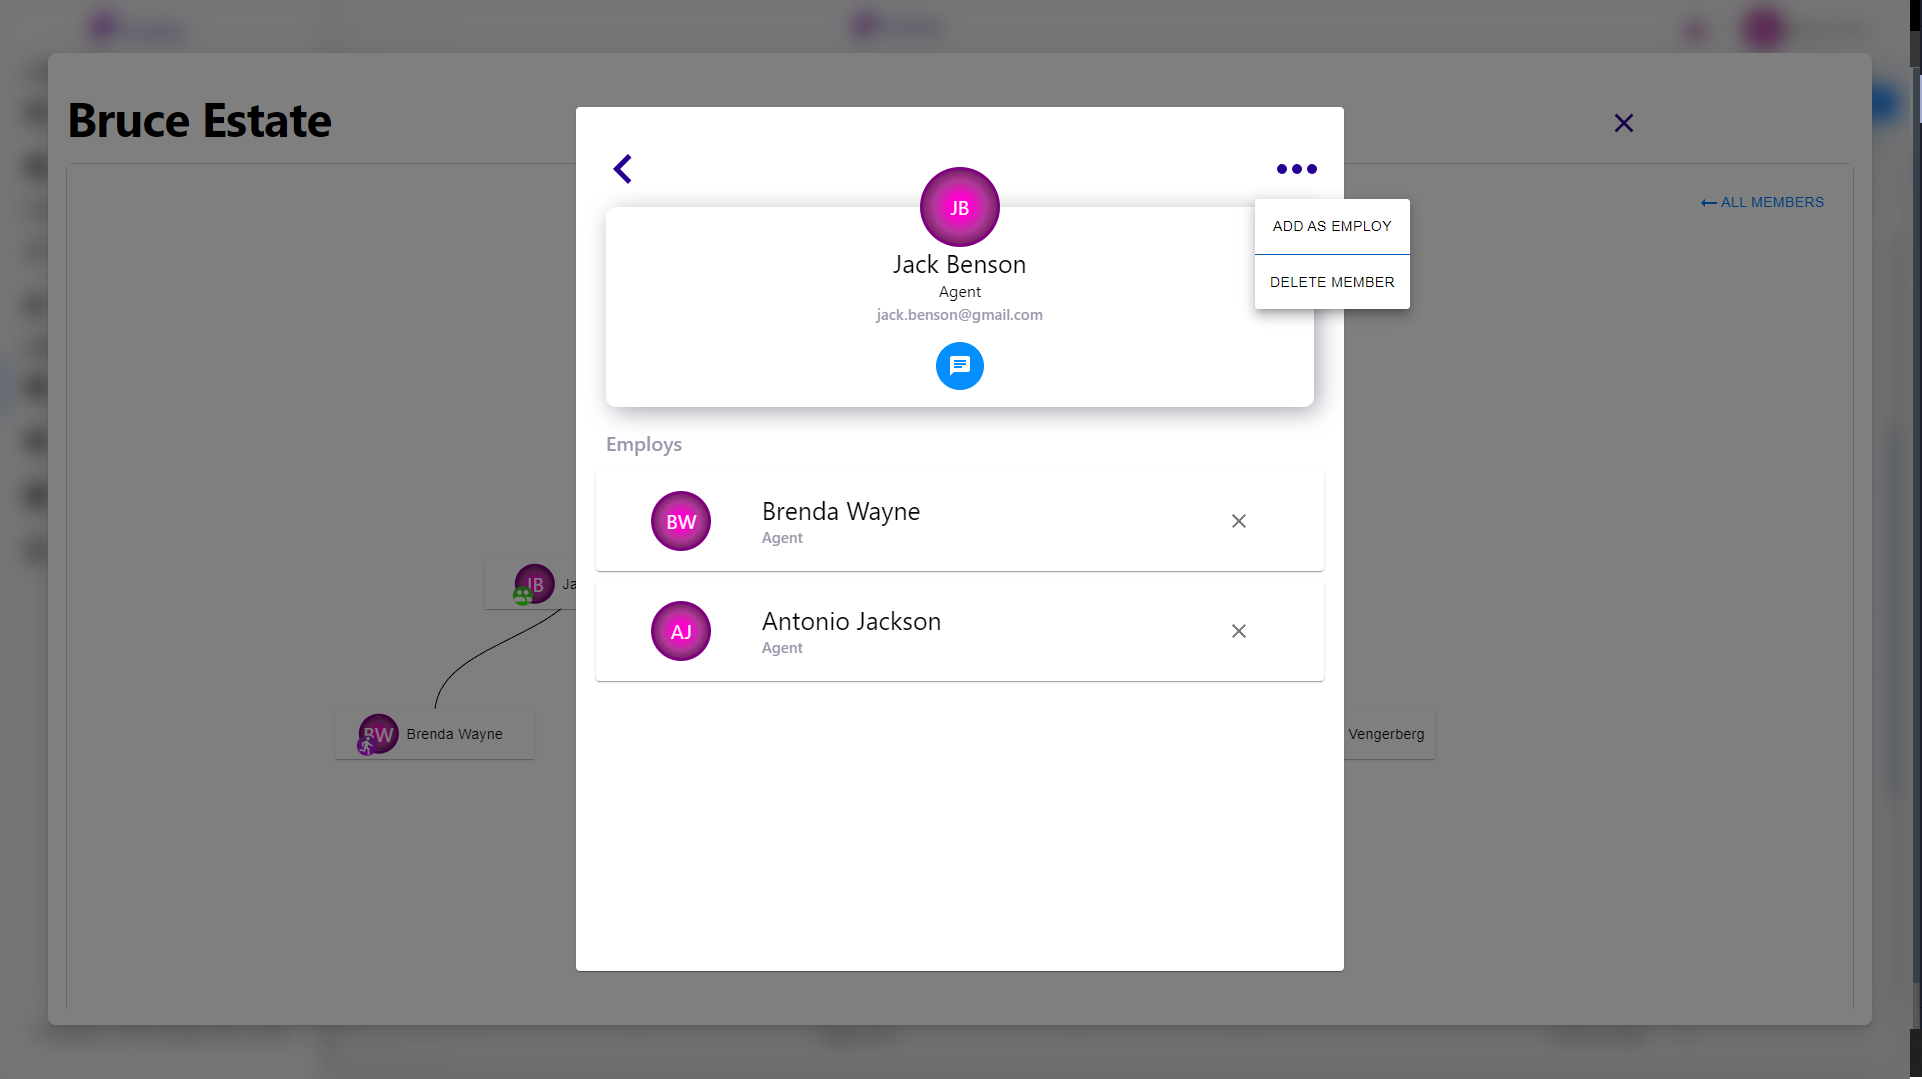 Bruce Estate
ALL MEMBERS
JB
Jack Benson
Agent
jack.benson@gmail.com
ADD AS EMPLOY
DELETE MEMBER
Employs
BW
Brenda Wayne
Agent
AJ
Antonio Jackson
Agent
JB Ja
BW Brenda Wayne
Vengerberg